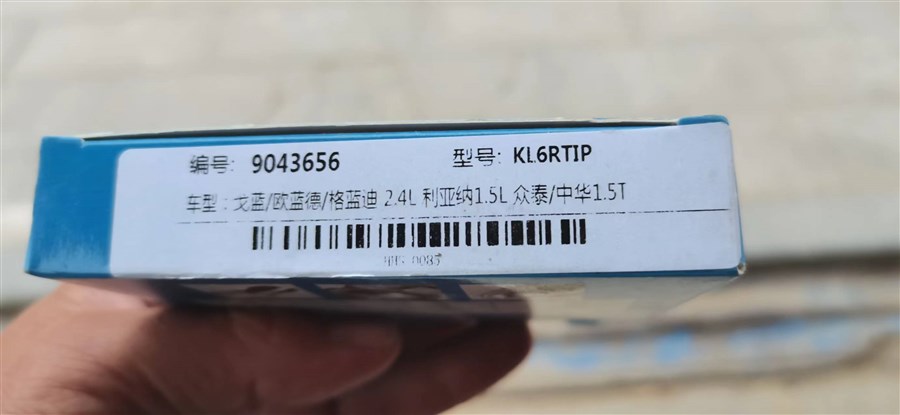 编号: 9043656 型号: KL6RTIP
车型: 戈蓝/欧蓝德/格蓝迪 2.4L 利亚纳1.5L 众泰/中华1.5T